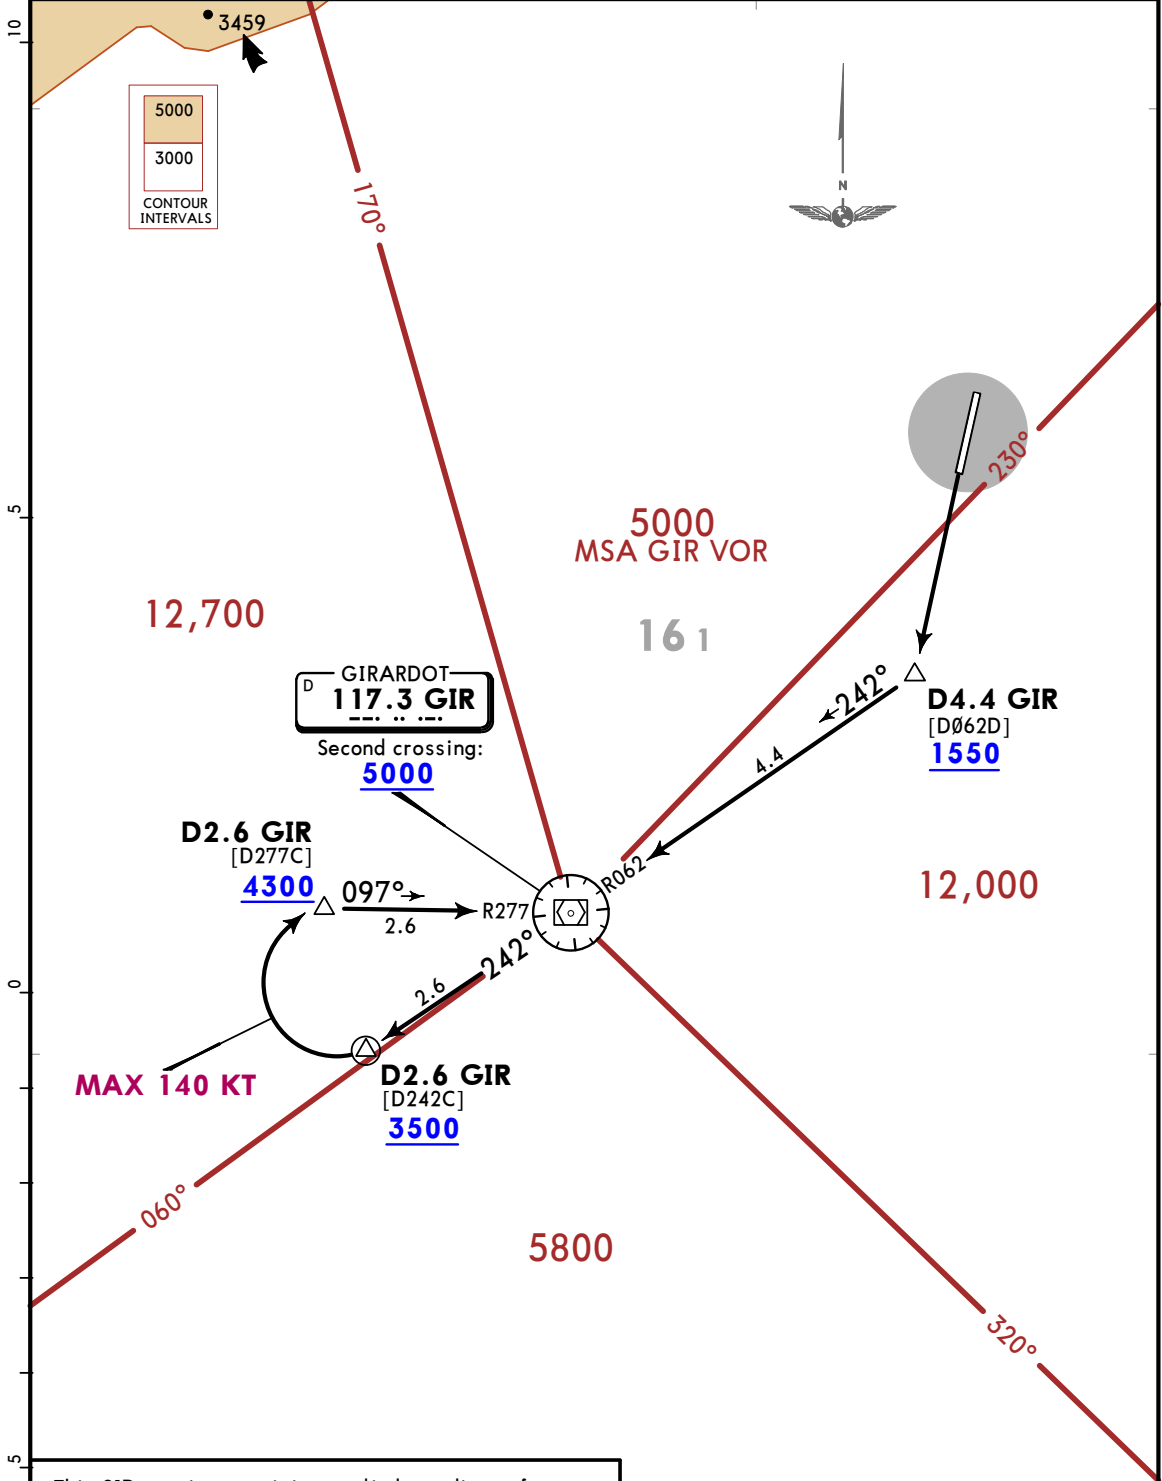 10
3459
5000
3000
CONTOUR
INTERVALS
170°
N
230°
5
5000
MSA GIR VOR
12,700
16 1
GIRARDOT
D 117.3 GIR
Second crossing:
5000
242°
4.4
D4.4 GIR
[DØ62D]
1550
D2.6 GIR
[D277C]
4300
097°
2.6
R277
R062
12,000
242°
2.6
0
MAX 140 KT
D2.6 GIR
[D242C]
3500
060°
5800
320°
5